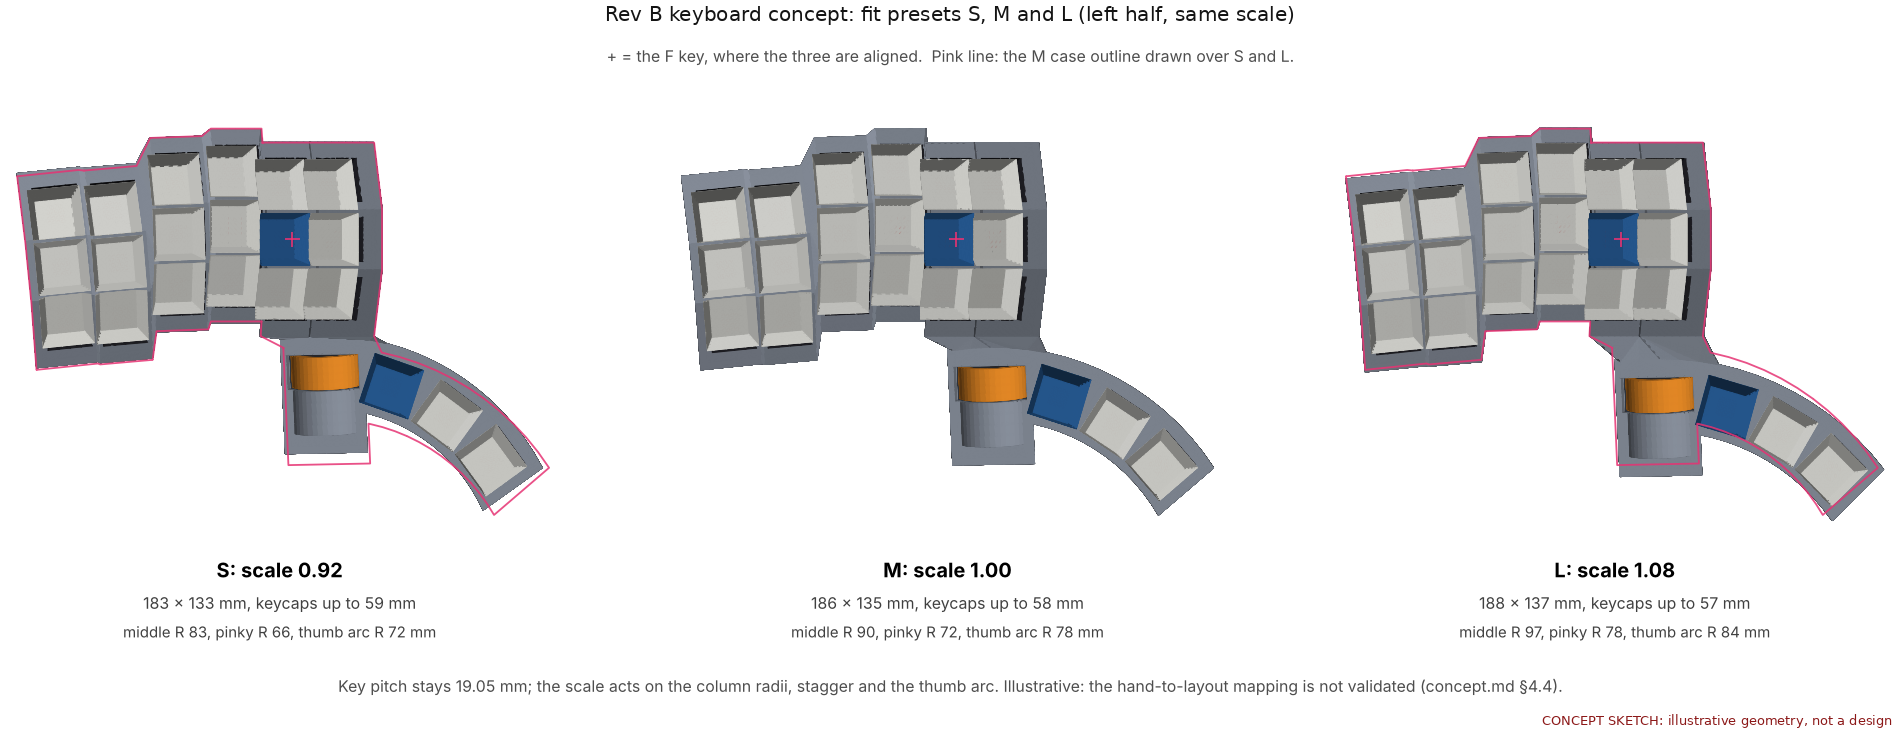 Rev B keyboard concept: fit presets S, M and L (left half, same scale)
+ = the F key, where the three are aligned.  Pink line: the M case outline drawn over S and L.
S: scale 0.92
183 × 133 mm, keycaps up to 59 mm
middle R 83, pinky R 66, thumb arc R 72 mm
M: scale 1.00
186 × 135 mm, keycaps up to 58 mm
middle R 90, pinky R 72, thumb arc R 78 mm
L: scale 1.08
188 × 137 mm, keycaps up to 57 mm
middle R 97, pinky R 78, thumb arc R 84 mm
Key pitch stays 19.05 mm; the scale acts on the column radii, stagger and the thumb arc. Illustrative: the hand-to-layout mapping is not validated (concept.md §4.4).
CONCEPT SKETCH: illustrative geometry, not a design